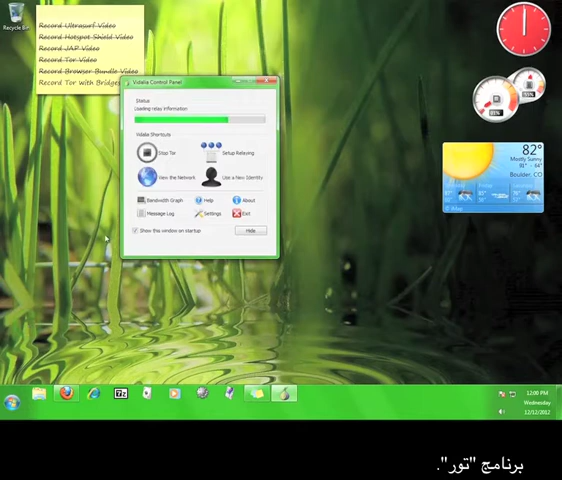 Recycle Bin
Record Ultrasurf Video
Record Hotspot Shield Video
Record JAP Video
Record Tor Video
Record Browser Bundle Video
Record Tor with Bridges
Vidalia Control Panel
Status
Loading relay information
Vidalia Shortcuts
Stop Tor
Setup Relaying
View the Network
Use a New Identity
Bandwidth Graph
Help
About
Message Log
Settings
Exit
Show this window on startup
Hide
82°
Mostly Sunny
Boulder, CO
12:00 PM
Wednesday
12/12/2012
برنامج "تور".